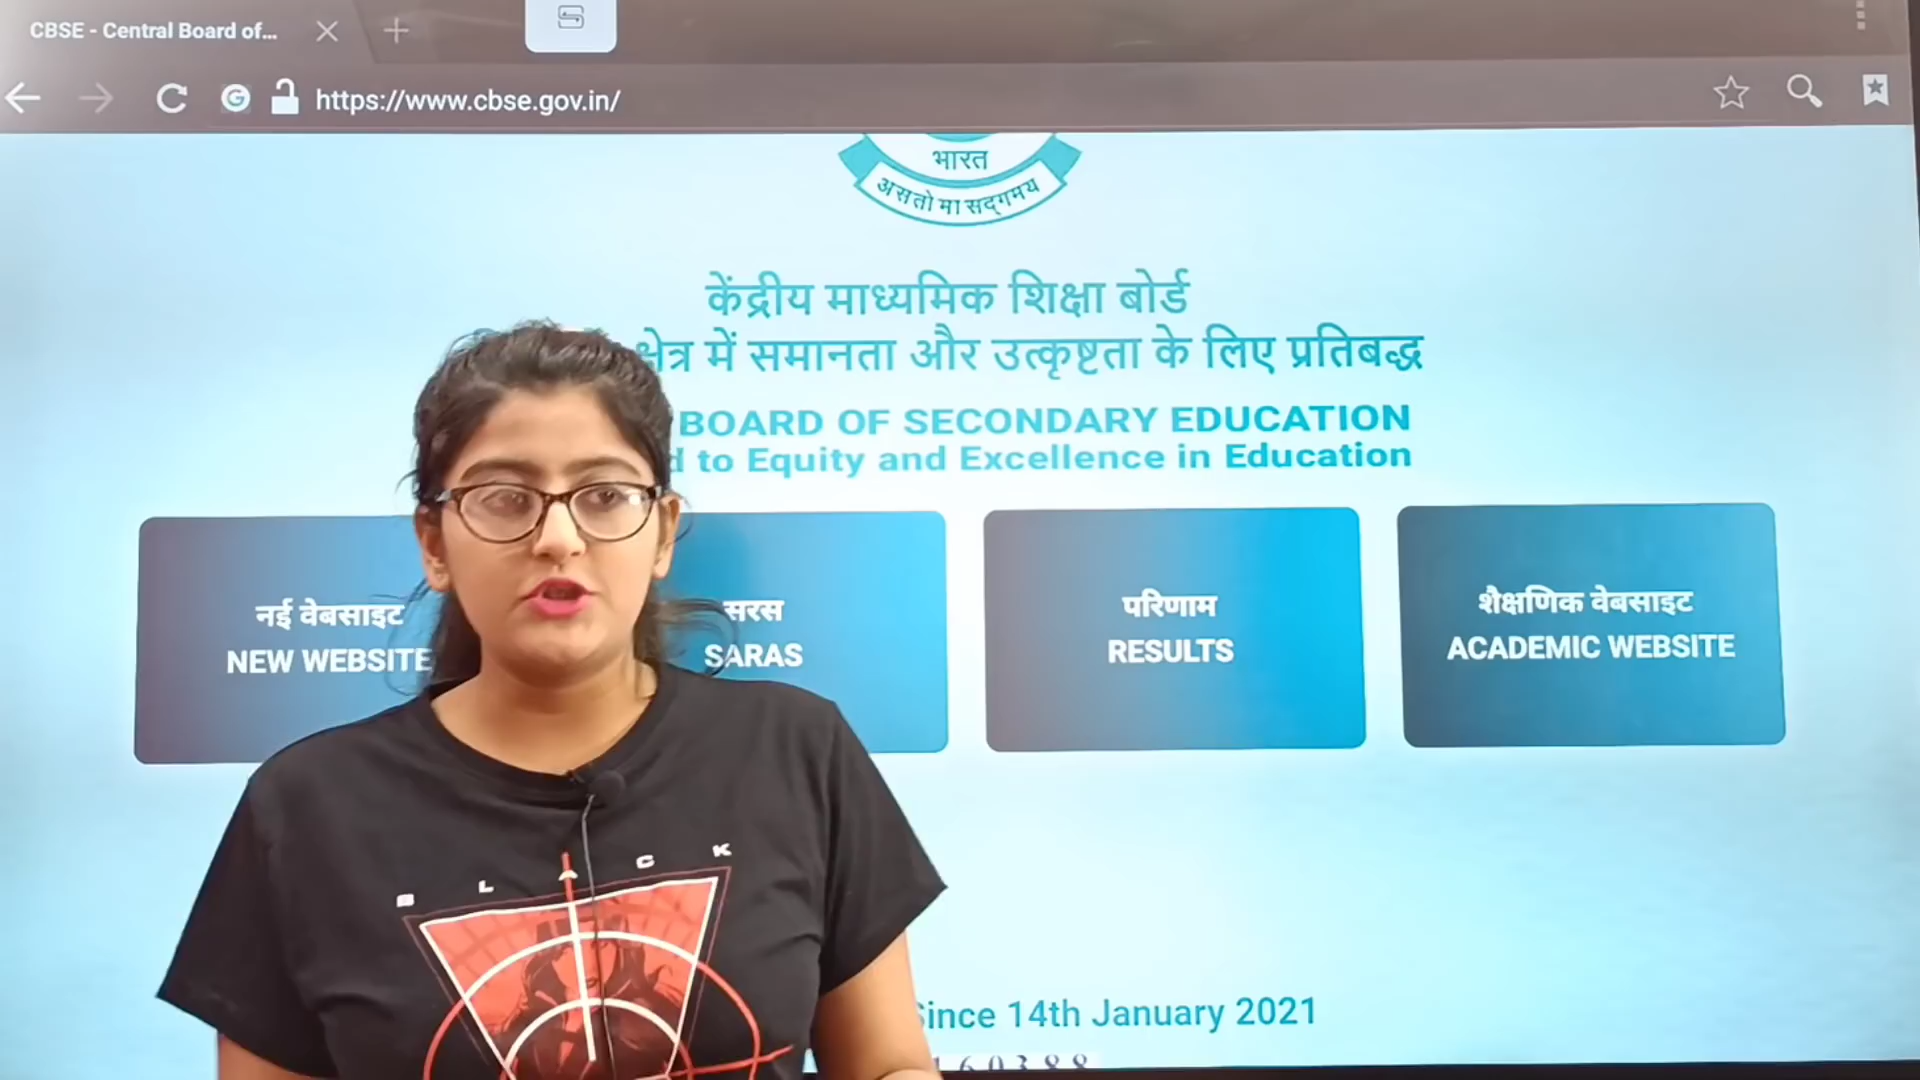 CBSE - Central Board of...
https://www.cbse.gov.in/
भारत
असतो मा सद्गमय
केंद्रीय माध्यमिक शिक्षा बोर्ड
में समानता और उत्कृष्टता के लिए प्रतिबद्ध
BOARD OF SECONDARY EDUCATION
to Equity and Excellence in Education
नई वेबसाइट
NEW WEBSITE
सरस
SARAS
परिणाम
RESULTS
शैक्षणिक वेबसाइट
ACADEMIC WEBSITE
BLACK
Since 14th January 2021